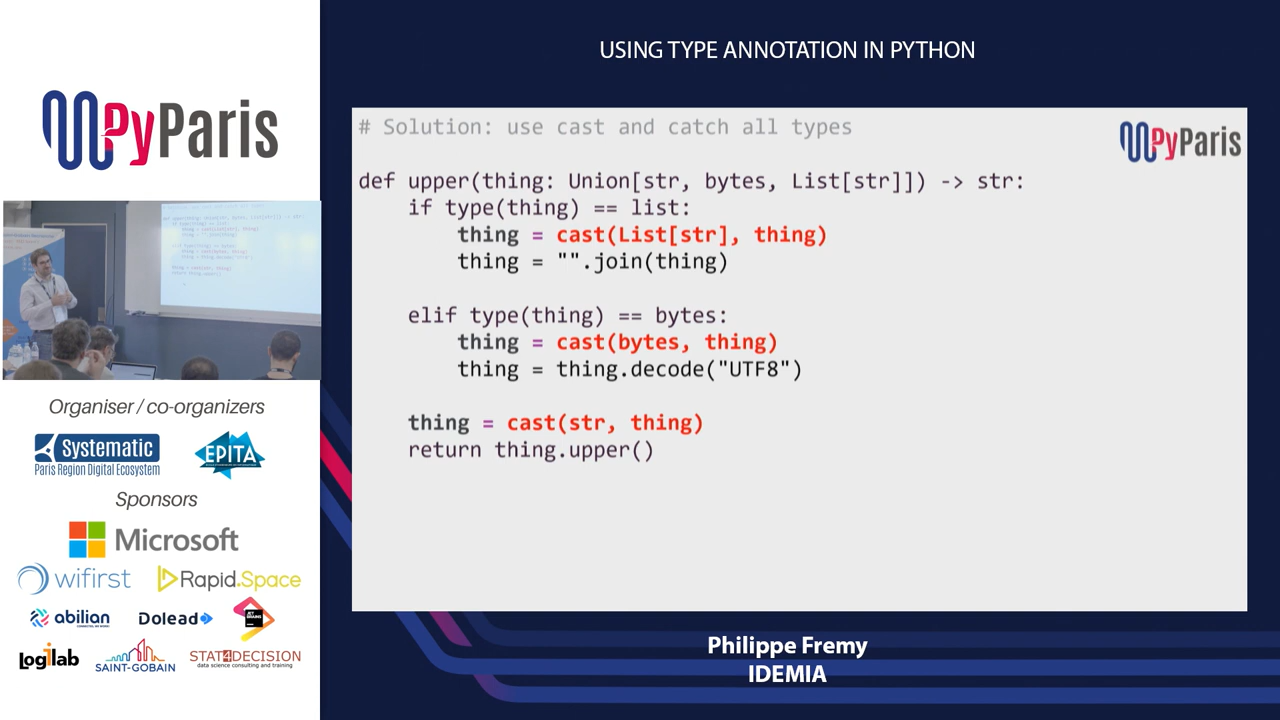 USING TYPE ANNOTATION IN PYTHON
PyParis
# Solution: use cast and catch all types
PyParis
def upper(thing: Union[str, bytes, List[str]]) -> str:
    if type(thing) == list:
        thing = cast(List[str], thing)
        thing = "".join(thing)
    elif type(thing) == bytes:
        thing = cast(bytes, thing)
        thing = thing.decode("UTF8")
    thing = cast(str, thing)
    return thing.upper()
Organiser / co-organizers
Systematic
Paris Region Digital Ecosystem
EPITA
Sponsors
Microsoft
wifirst
Rapid.Space
abilian
Dolead
JET BRAINS
Logilab
SAINT-GOBAIN
STAT4DECISION
data science consulting and training
Philippe Fremy
IDEMIA